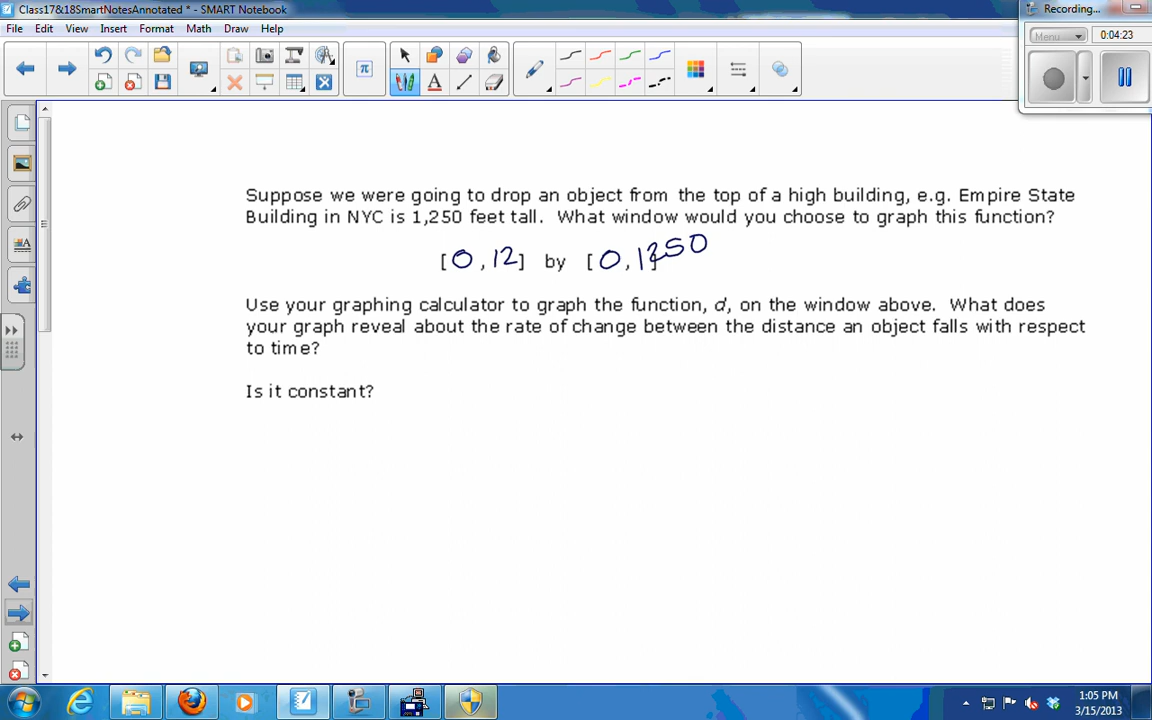 Class17&18SmartNotesAnnotated * - SMART Notebook
Recording...
File Edit View Insert Format Math Draw Help
Menu
0:04:23
π
A
Suppose we were going to drop an object from the top of a high building, e.g. Empire State
Building in NYC is 1,250 feet tall. What window would you choose to graph this function?
[ 0 , 12 ] by [ 0 , 1250 ]
Use your graphing calculator to graph the function, d, on the window above. What does
your graph reveal about the rate of change between the distance an object falls with respect
to time?
Is it constant?
1:05 PM
3/15/2013